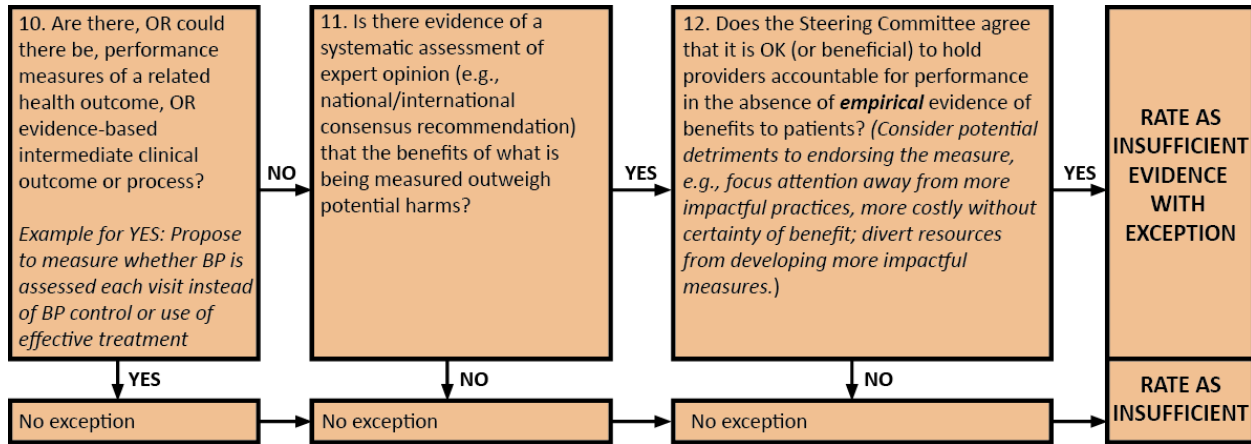 10. Are there, OR could
there be, performance
measures of a related
health outcome, OR
evidence-based
intermediate clinical
outcome or process?
Example for YES: Propose
to measure whether BP is
assessed each visit instead
of BP control or use of
effective treatment
NO
11. Is there evidence of a
systematic assessment of
expert opinion (e.g.,
national/international
consensus recommendation)
that the benefits of what is
being measured outweigh
potential harms?
YES
12. Does the Steering Committee agree
that it is OK (or beneficial) to hold
providers accountable for performance
in the absence of empirical evidence of
benefits to patients? (Consider potential
detriments to endorsing the measure,
e.g., focus attention away from more
impactful practices, more costly without
certainty of benefit; divert resources
from developing more impactful
measures.)
YES
RATE AS
INSUFFICIENT
EVIDENCE
WITH
EXCEPTION
YES
NO
NO
No exception
No exception
No exception
RATE AS
INSUFFICIENT